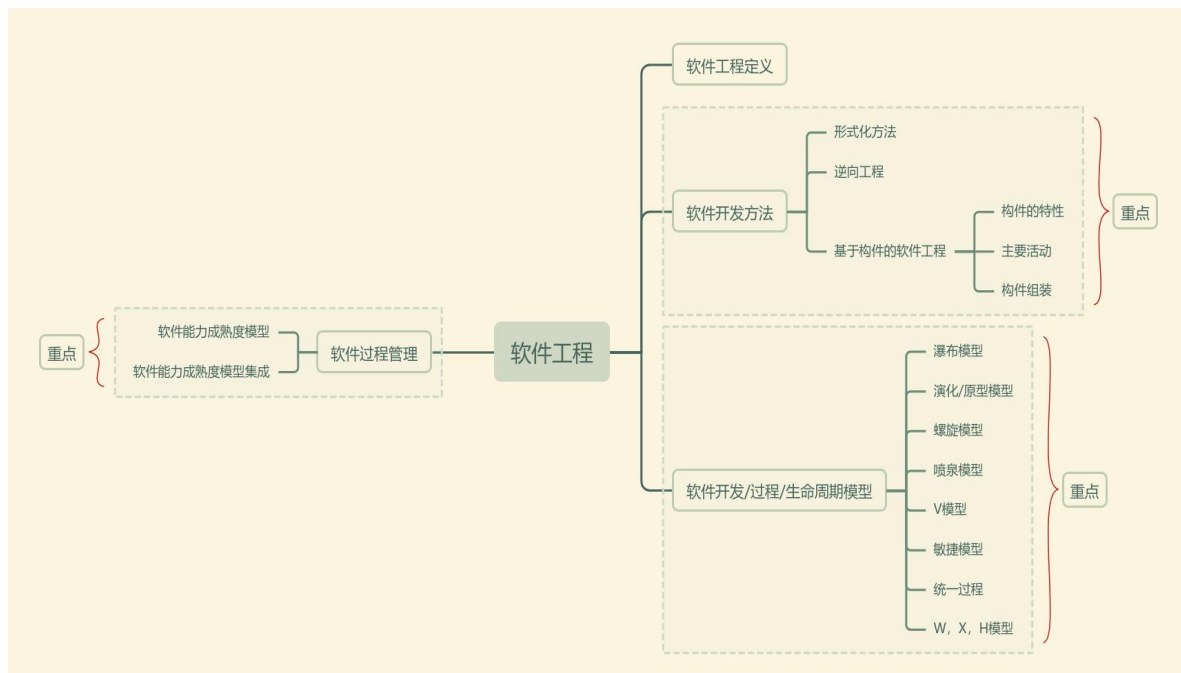 软件工程
软件工程定义
软件开发方法
形式化方法
逆向工程
基于构件的软件工程
构件的特性
主要活动
构件组装
重点
软件开发/过程/生命周期模型
瀑布模型
演化/原型模型
螺旋模型
喷泉模型
V模型
敏捷模型
统一过程
W，X，H模型
重点
软件过程管理
软件能力成熟度模型
软件能力成熟度模型集成
重点